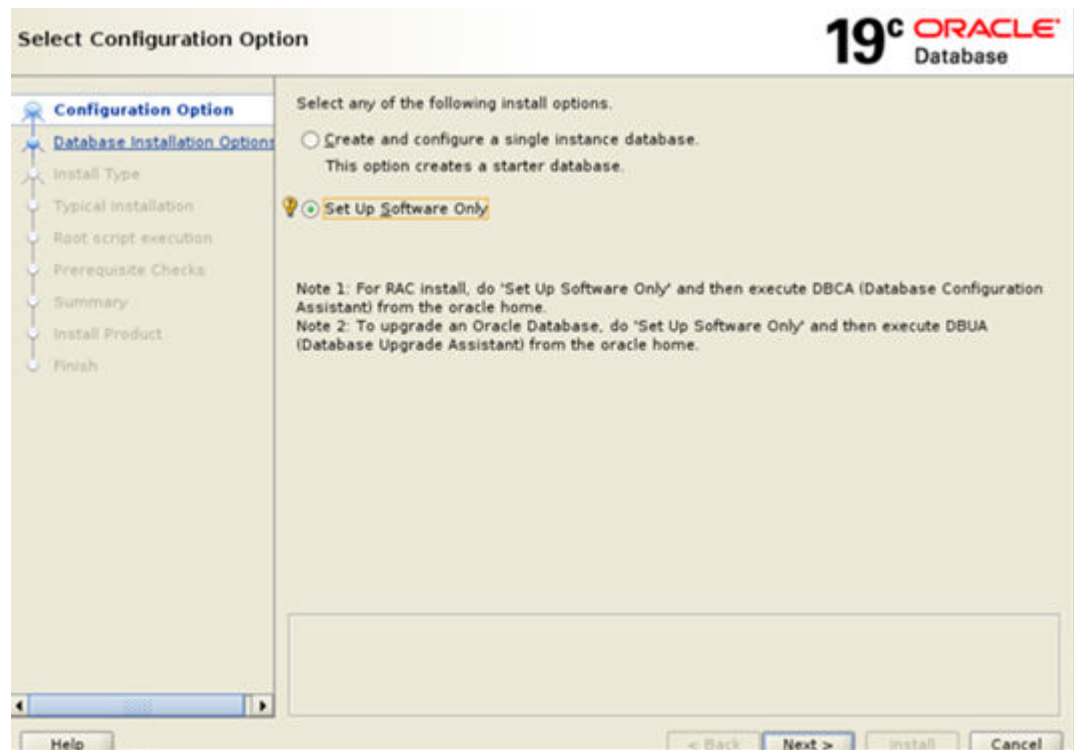 Select Configuration Option
19c ORACLE
Database
Configuration Option
Database Installation Options
Install Type
Typical Installation
Root script execution
Prerequisite Checks
Summary
Install Product
Finish
Select any of the following install options.
Create and configure a single instance database.
This option creates a starter database.
Set Up Software Only
Note 1: For RAC install, do 'Set Up Software Only' and then execute DBCA (Database Configuration
Assistant) from the oracle home.
Note 2: To upgrade an Oracle Database, do 'Set Up Software Only' and then execute DBUA
(Database Upgrade Assistant) from the oracle home.
Help
< Back
Next >
Install
Cancel